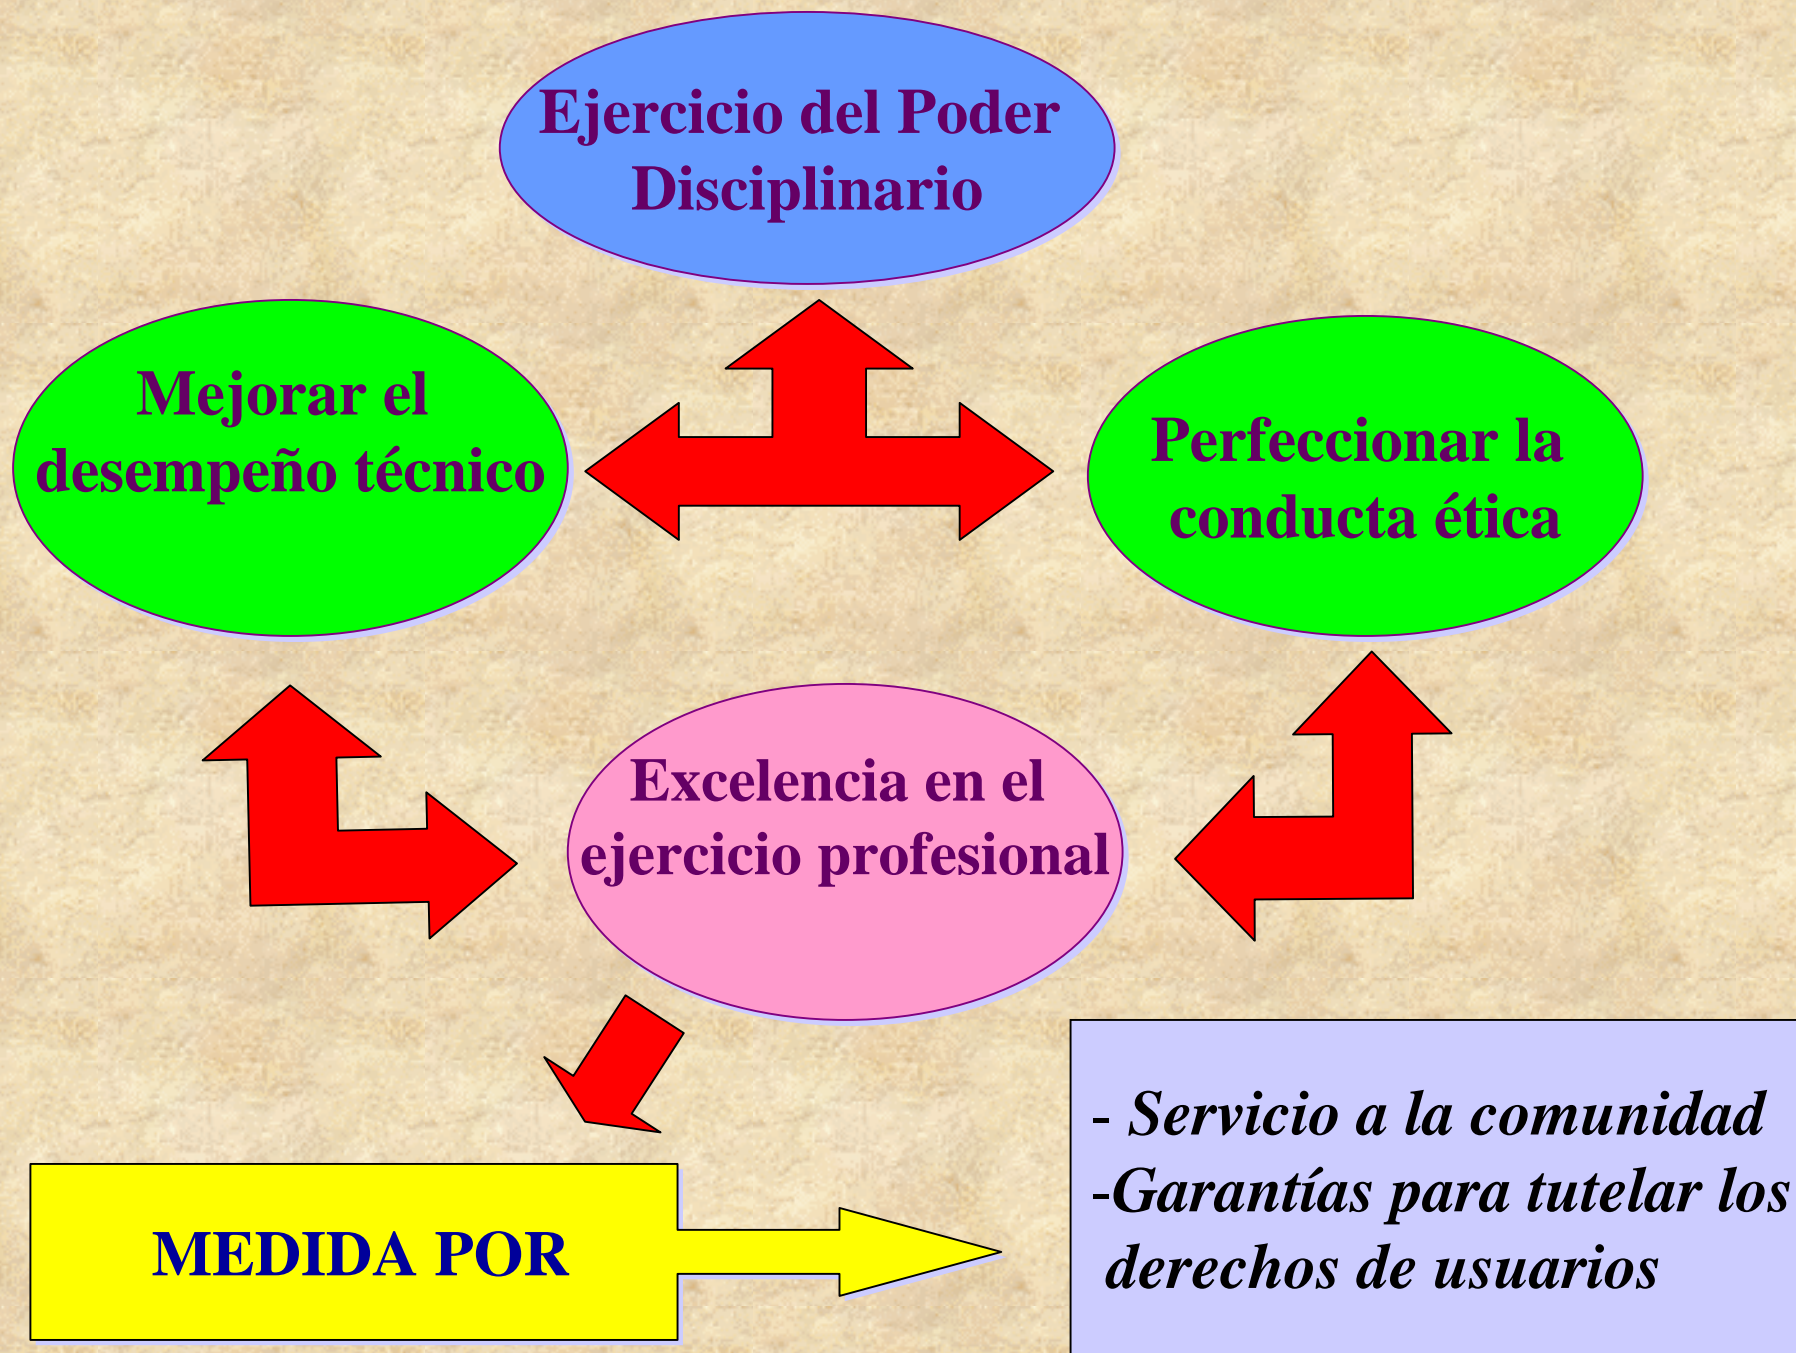 Ejercicio del Poder
Disciplinario
Mejorar el
desempeño técnico
Perfeccionar la
conducta ética
Excelencia en el
ejercicio profesional
MEDIDA POR
- Servicio a la comunidad
-Garantías para tutelar los
derechos de usuarios